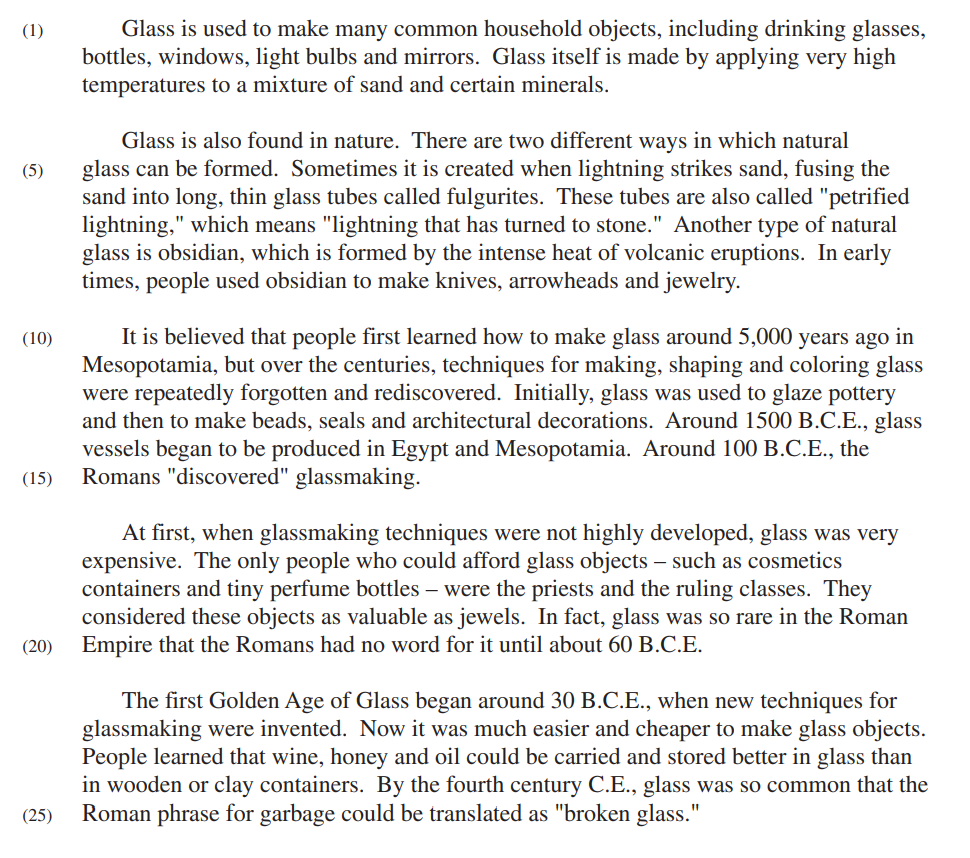 (1) Glass is used to make many common household objects, including drinking glasses,
bottles, windows, light bulbs and mirrors. Glass itself is made by applying very high
temperatures to a mixture of sand and certain minerals.
Glass is also found in nature. There are two different ways in which natural
(5) glass can be formed. Sometimes it is created when lightning strikes sand, fusing the
sand into long, thin glass tubes called fulgurites. These tubes are also called "petrified
lightning," which means "lightning that has turned to stone." Another type of natural
glass is obsidian, which is formed by the intense heat of volcanic eruptions. In early
times, people used obsidian to make knives, arrowheads and jewelry.
(10) It is believed that people first learned how to make glass around 5,000 years ago in
Mesopotamia, but over the centuries, techniques for making, shaping and coloring glass
were repeatedly forgotten and rediscovered. Initially, glass was used to glaze pottery
and then to make beads, seals and architectural decorations. Around 1500 B.C.E., glass
vessels began to be produced in Egypt and Mesopotamia. Around 100 B.C.E., the
(15) Romans "discovered" glassmaking.
At first, when glassmaking techniques were not highly developed, glass was very
expensive. The only people who could afford glass objects – such as cosmetics
containers and tiny perfume bottles – were the priests and the ruling classes. They
considered these objects as valuable as jewels. In fact, glass was so rare in the Roman
(20) Empire that the Romans had no word for it until about 60 B.C.E.
The first Golden Age of Glass began around 30 B.C.E., when new techniques for
glassmaking were invented. Now it was much easier and cheaper to make glass objects.
People learned that wine, honey and oil could be carried and stored better in glass than
in wooden or clay containers. By the fourth century C.E., glass was so common that the
(25) Roman phrase for garbage could be translated as "broken glass."